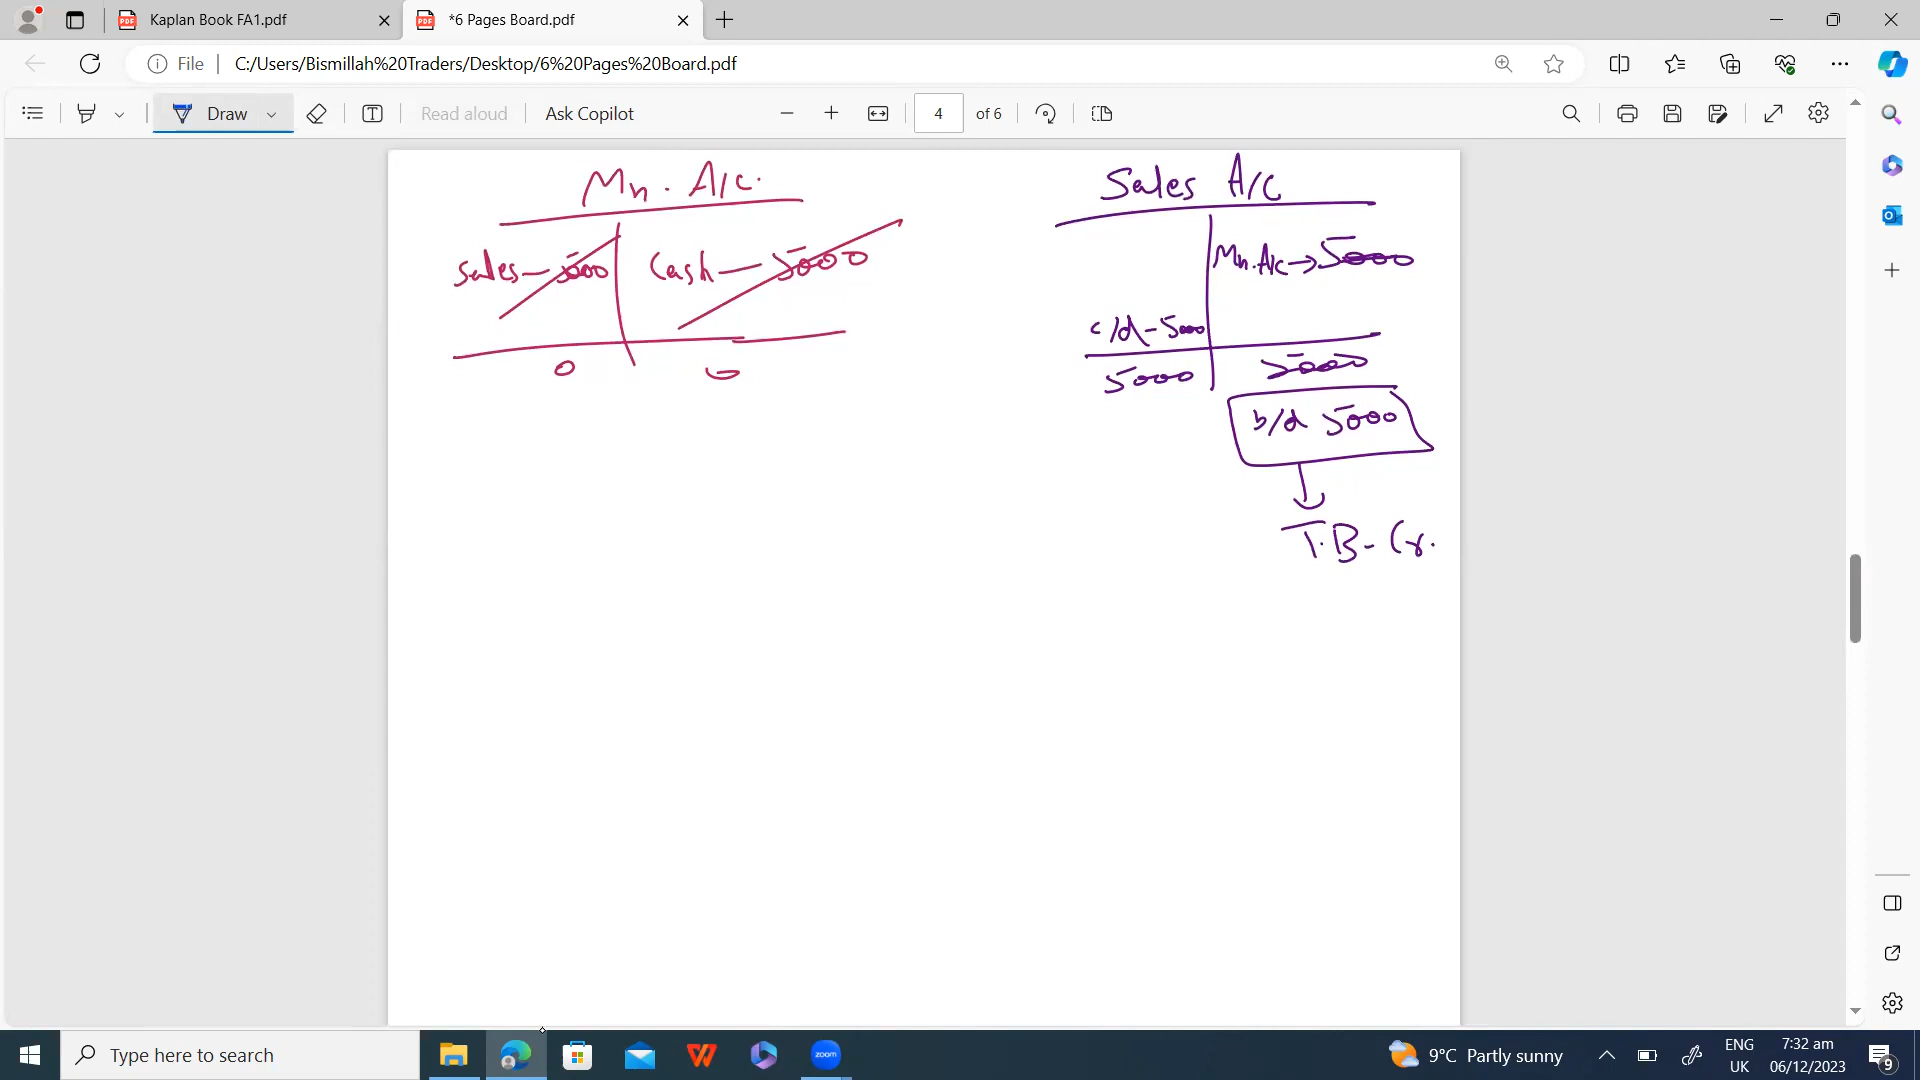 Kaplan Book FA1.pdf
*6 Pages Board.pdf
File
C:/Users/Bismillah%20Traders/Desktop/6%20Pages%20Board.pdf
Draw
Read aloud
Ask Copilot
4
of 6
Mn. A/c.
Sales — 5000
Cash — 5000
0
0
Sales A/C
Mn. A/c → 5000
c/d - 5000
5000
5000
b/d 5000
T.B - Cr.
Type here to search
zoom
9°C Partly sunny
ENG
UK
7:32 am
06/12/2023
9